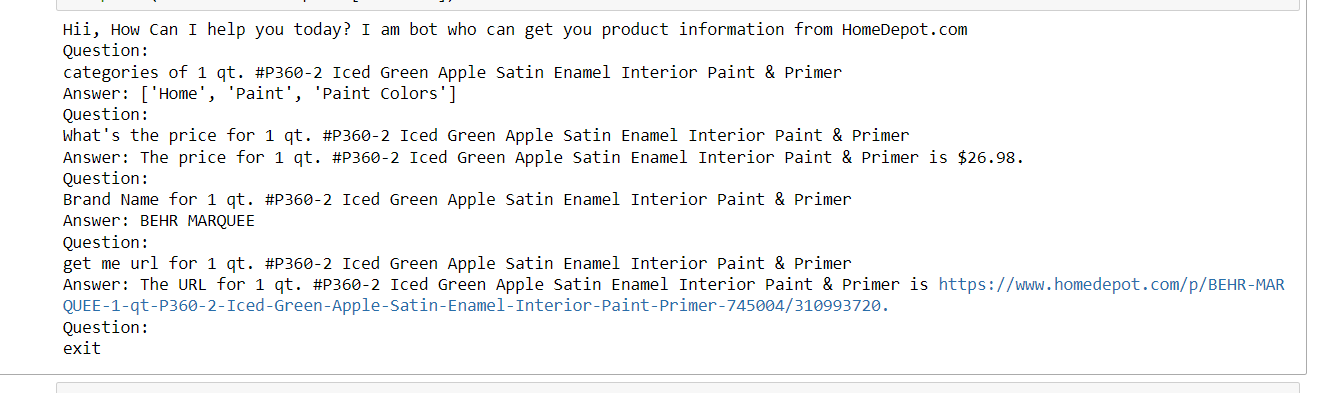 Hii, How Can I help you today? I am bot who can get you product information from HomeDepot.com
Question:
categories of 1 qt. #P360-2 Iced Green Apple Satin Enamel Interior Paint & Primer
Answer: ['Home', 'Paint', 'Paint Colors']
Question:
What's the price for 1 qt. #P360-2 Iced Green Apple Satin Enamel Interior Paint & Primer
Answer: The price for 1 qt. #P360-2 Iced Green Apple Satin Enamel Interior Paint & Primer is $26.98.
Question:
Brand Name for 1 qt. #P360-2 Iced Green Apple Satin Enamel Interior Paint & Primer
Answer: BEHR MARQUEE
Question:
get me url for 1 qt. #P360-2 Iced Green Apple Satin Enamel Interior Paint & Primer
Answer: The URL for 1 qt. #P360-2 Iced Green Apple Satin Enamel Interior Paint & Primer is https://www.homedepot.com/p/BEHR-MAR
QUEE-1-qt-P360-2-Iced-Green-Apple-Satin-Enamel-Interior-Paint-Primer-745004/310993720.
Question:
exit